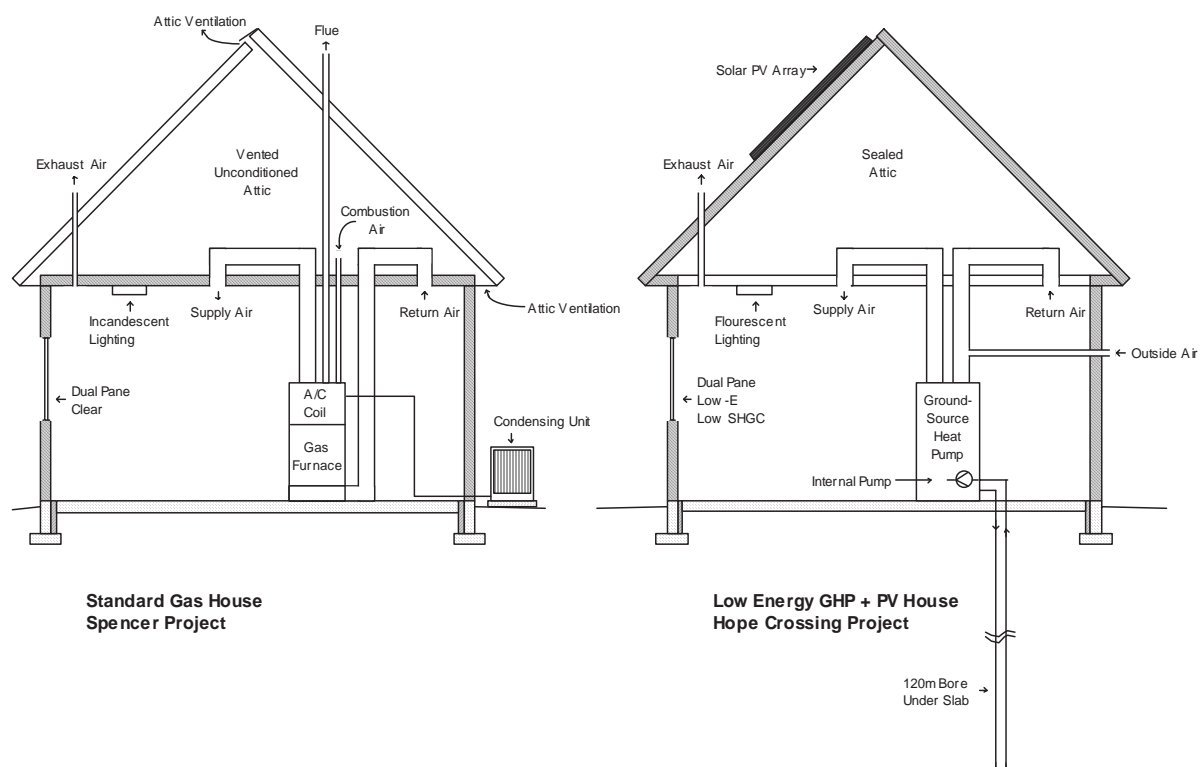 Attic Ventilation
Flue
Exhaust Air
Vented
Unconditioned
Attic
Combustion
Air
Incandescent
Lighting
Supply Air
Return Air
Attic Ventilation
Dual Pane
Clear
A/C
Coil
Gas
Furnace
Condensing Unit
Standard Gas House
Spencer Project
Solar PV Array
Exhaust Air
Sealed
Attic
Flourescent
Lighting
Supply Air
Return Air
Outside Air
Dual Pane
Low-E
Low SHGC
Ground-
Source
Heat
Pump
Internal Pump
Low Energy GHP + PV House
Hope Crossing Project
120m Bore
Under Slab